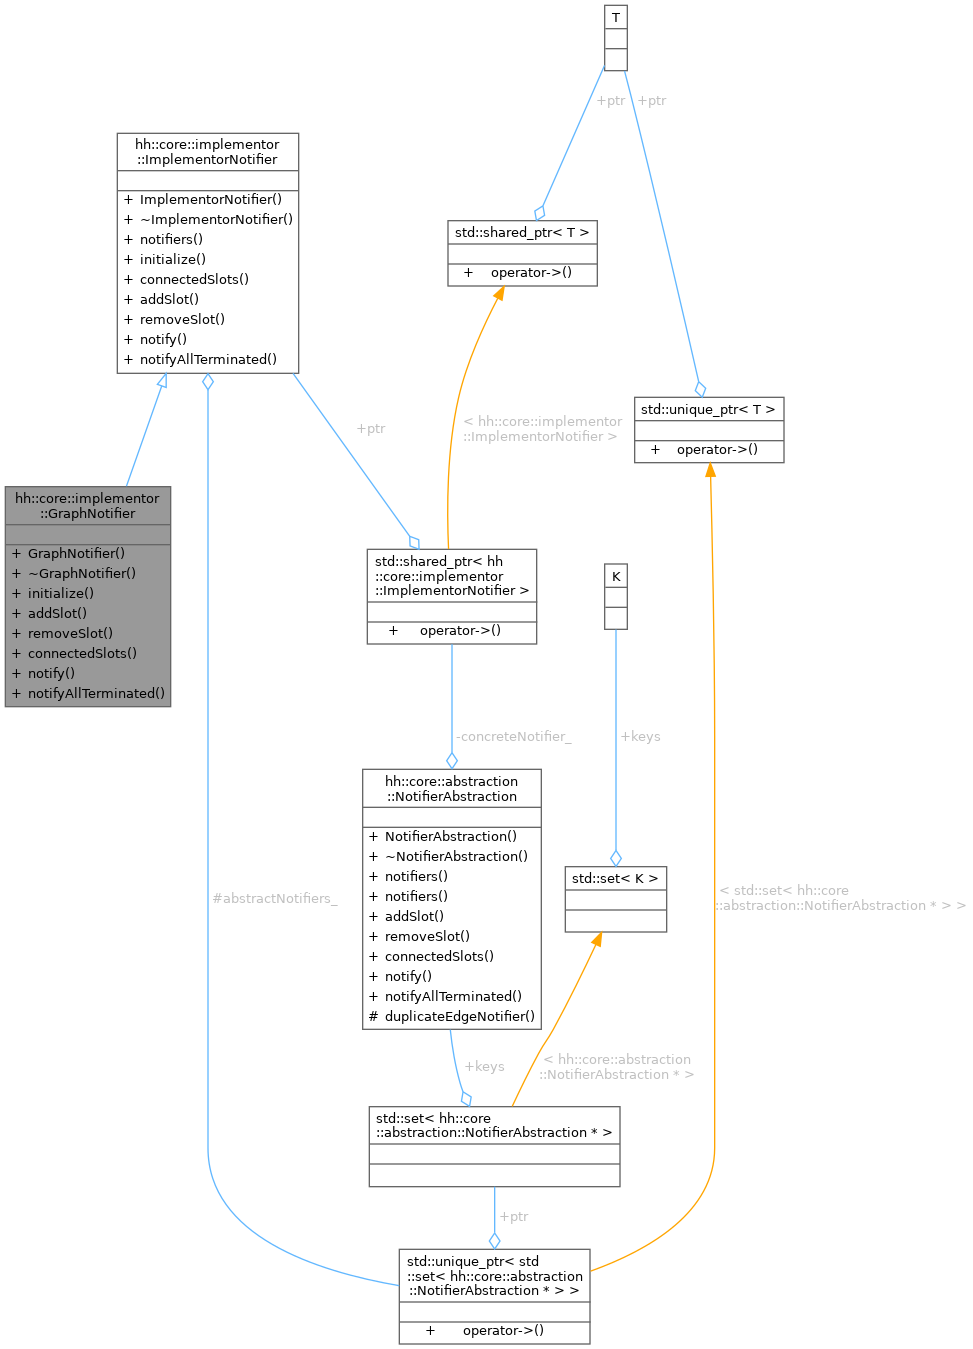 T
+ptr
+ptr
hh::core::implementor
::ImplementorNotifier
+ ImplementorNotifier()
+ ~ImplementorNotifier()
+ notifiers()
+ initialize()
+ connectedSlots()
+ addSlot()
+ removeSlot()
+ notify()
+ notifyAllTerminated()
std::shared_ptr< T >
+ operator->()
std::unique_ptr< T >
+ operator->()
< hh::core::implementor
::ImplementorNotifier >
+ptr
hh::core::implementor
::GraphNotifier
+ GraphNotifier()
+ ~GraphNotifier()
+ initialize()
+ addSlot()
+ removeSlot()
+ connectedSlots()
+ notify()
+ notifyAllTerminated()
std::shared_ptr< hh
::core::implementor
::ImplementorNotifier >
+ operator->()
K
-concreteNotifier_
+keys
hh::core::abstraction
::NotifierAbstraction
+ NotifierAbstraction()
+ ~NotifierAbstraction()
+ notifiers()
+ notifiers()
+ addSlot()
+ removeSlot()
+ connectedSlots()
+ notify()
+ notifyAllTerminated()
# duplicateEdgeNotifier()
std::set< K >
#abstractNotifiers_
< std::set< hh::core
::abstraction::NotifierAbstraction * > >
+keys
< hh::core::abstraction
::NotifierAbstraction * >
std::set< hh::core
::abstraction::NotifierAbstraction * >
+ptr
std::unique_ptr< std
::set< hh::core::abstraction
::NotifierAbstraction * > >
+ operator->()